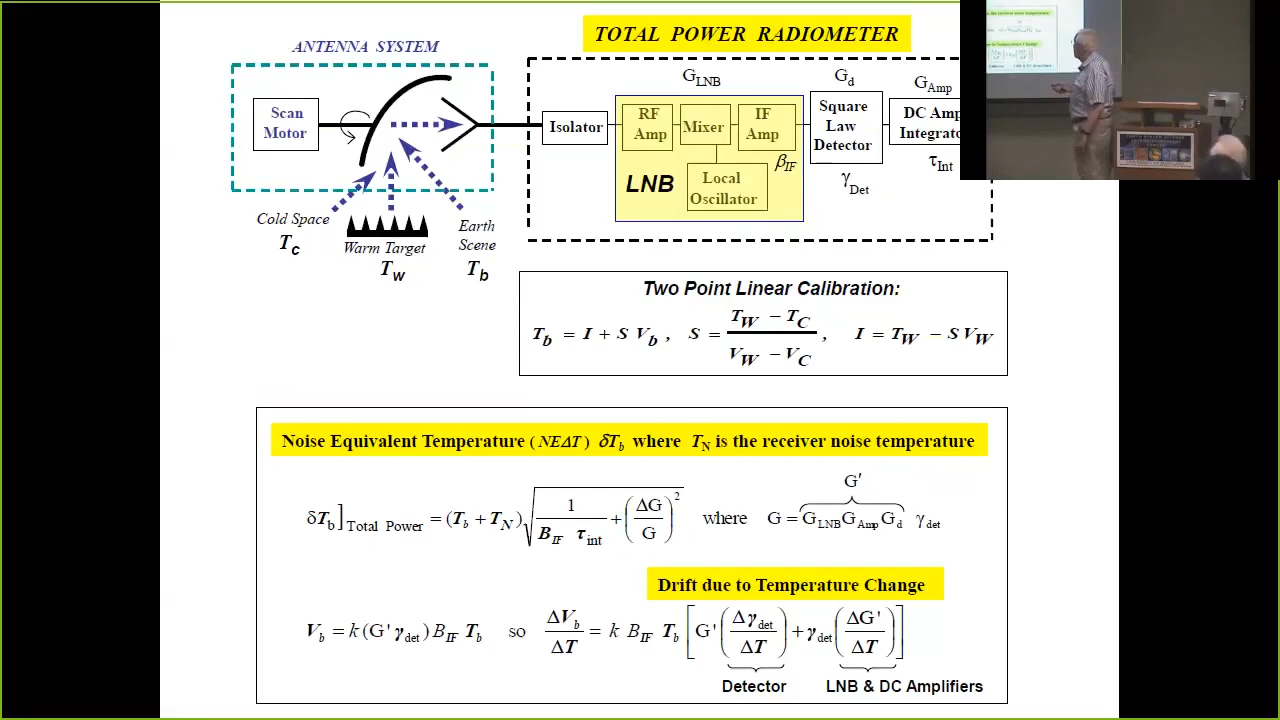 TOTAL POWER RADIOMETER
ANTENNA SYSTEM
Scan
Motor
Cold Space
T_c
Warm Target
T_w
Earth
Scene
T_b
Isolator
G_LNB
RF
Amp
Mixer
IF
Amp
β_IF
LNB
Local
Oscillator
G_d
Square
Law
Detector
γ_Det
G_Amp
DC Amp
Integrato
τ_Int
Two Point Linear Calibration:
T_b = I + S V_b , S = (T_W − T_C) / (V_W − V_C) , I = T_W − S V_W
Noise Equivalent Temperature ( NEΔT ) δT_b where T_N is the receiver noise temperature
δT_b ]_Total Power = (T_b + T_N) √( 1 / (B_IF τ_int) + (ΔG / G)^2 ) where G = G_LNB G_Amp G_d γ_det
G'
Drift due to Temperature Change
V_b = k (G' γ_det) B_IF T_b so ΔV_b / ΔT = k B_IF T_b [ G' (Δγ_det / ΔT) + γ_det (ΔG' / ΔT) ]
Detector
LNB & DC Amplifiers